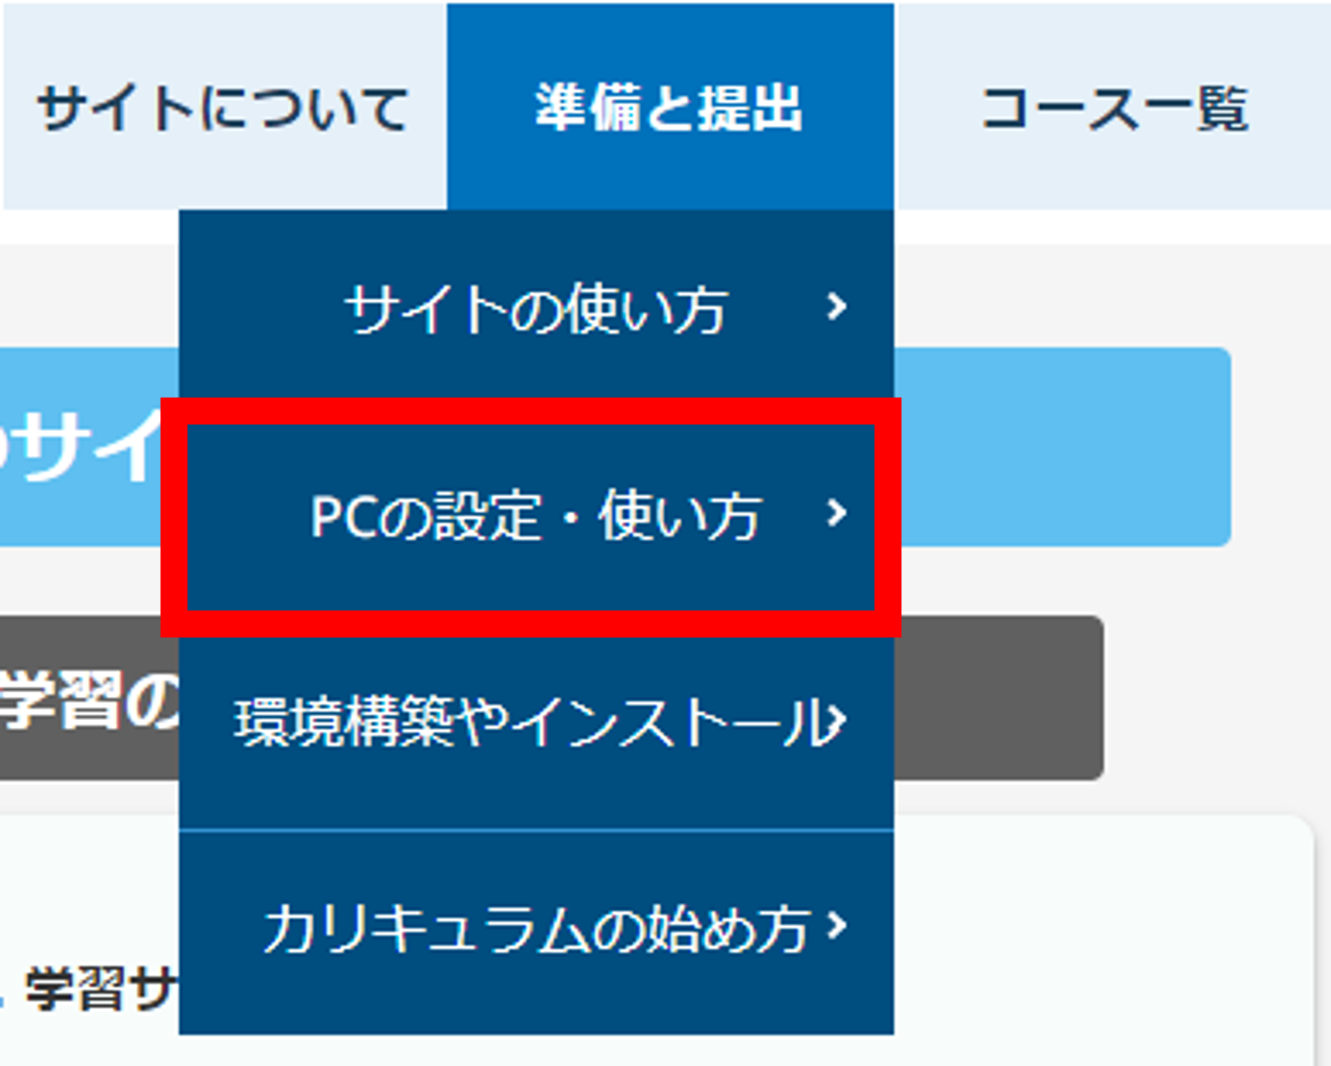 サイトについて
準備と提出
コース一覧
サイトの使い方
のサイ
PCの設定・使い方
学習の
環境構築やインストール
カリキュラムの始め方
学習サ